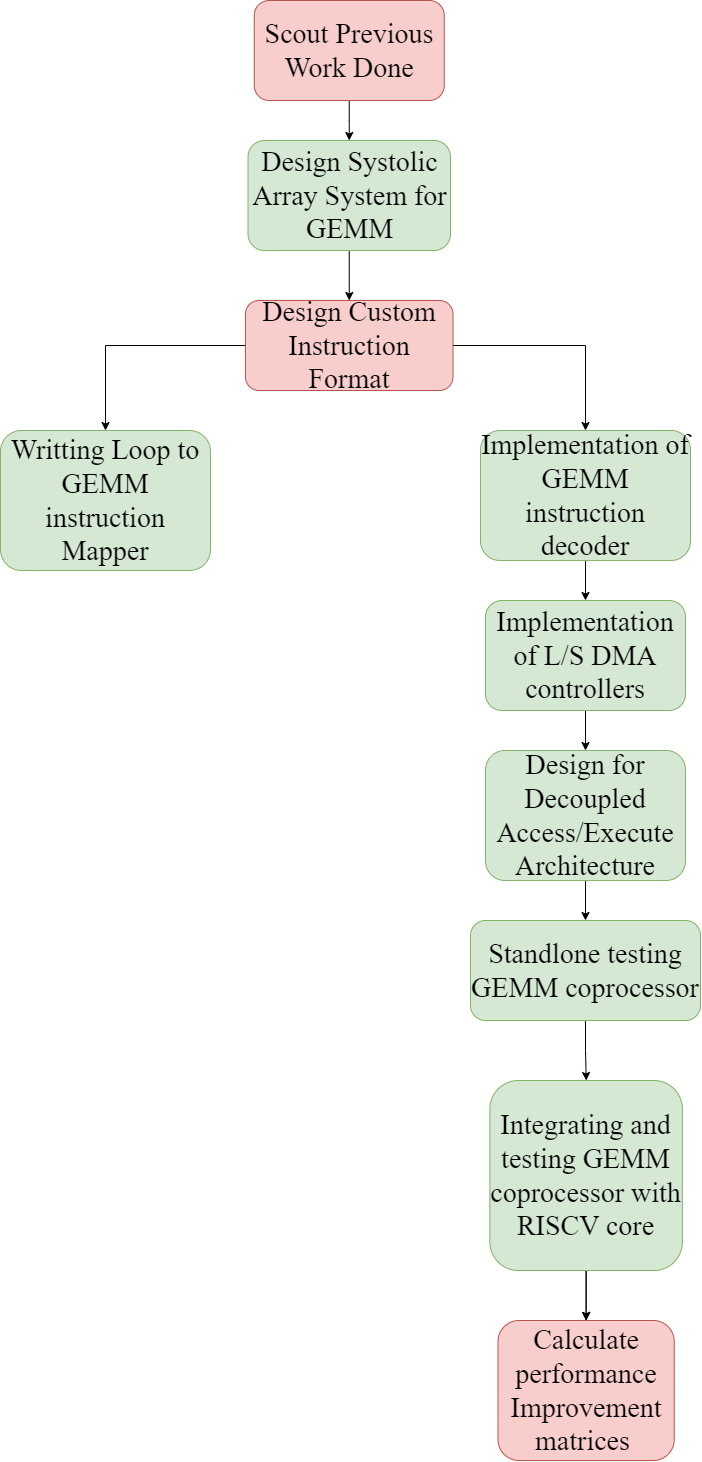 Scout Previous
Work Done
Design Systolic
Array System for
GEMM
Design Custom
Instruction
Format
Writting Loop to
GEMM
instruction
Mapper
Implementation of
GEMM
instruction
decoder
Implementation
of L/S DMA
controllers
Design for
Decoupled
Access/Execute
Architecture
Standlone testing
GEMM coprocessor
Integrating and
testing GEMM
coprocessor with
RISCV core
Calculate
performance
Improvement
matrices